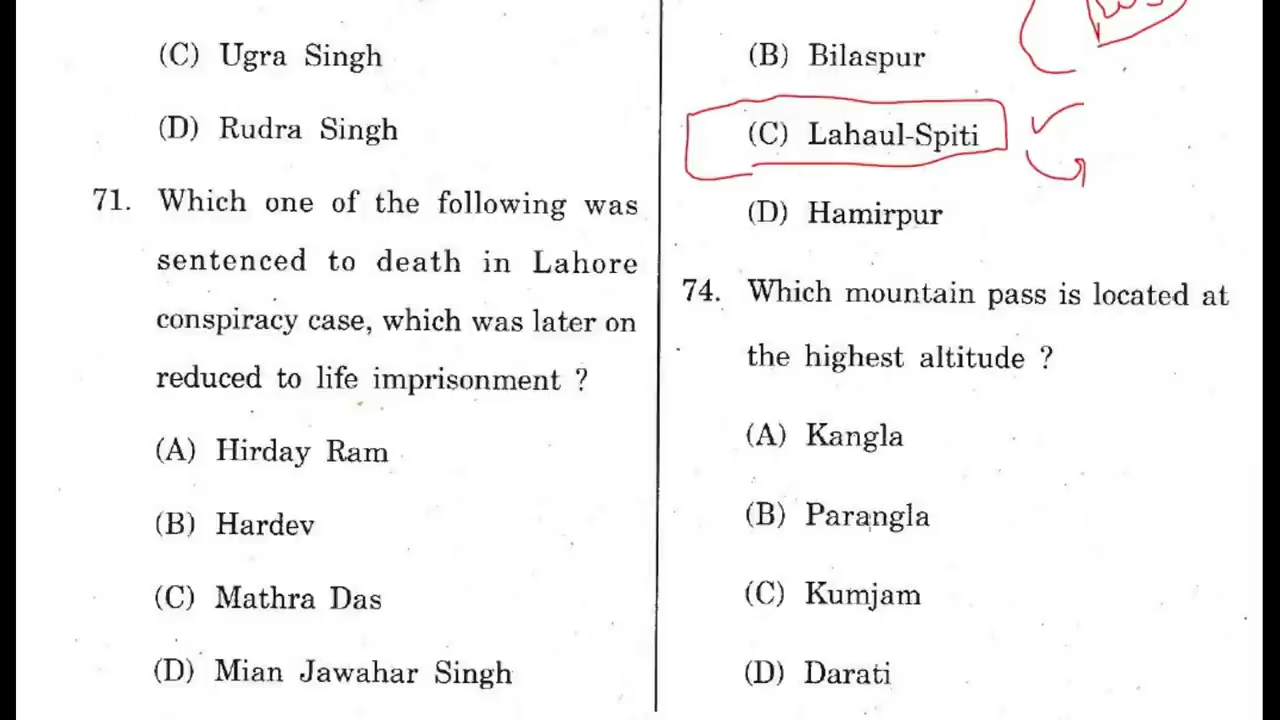 (C) Ugra Singh
(D) Rudra Singh
71. Which one of the following was
sentenced to death in Lahore
conspiracy case, which was later on
reduced to life imprisonment ?
(A) Hirday Ram
(B) Hardev
(C) Mathra Das
(D) Mian Jawahar Singh
(B) Bilaspur
(C) Lahaul-Spiti
(D) Hamirpur
74. Which mountain pass is located at
the highest altitude ?
(A) Kangla
(B) Parangla
(C) Kumjam
(D) Darati